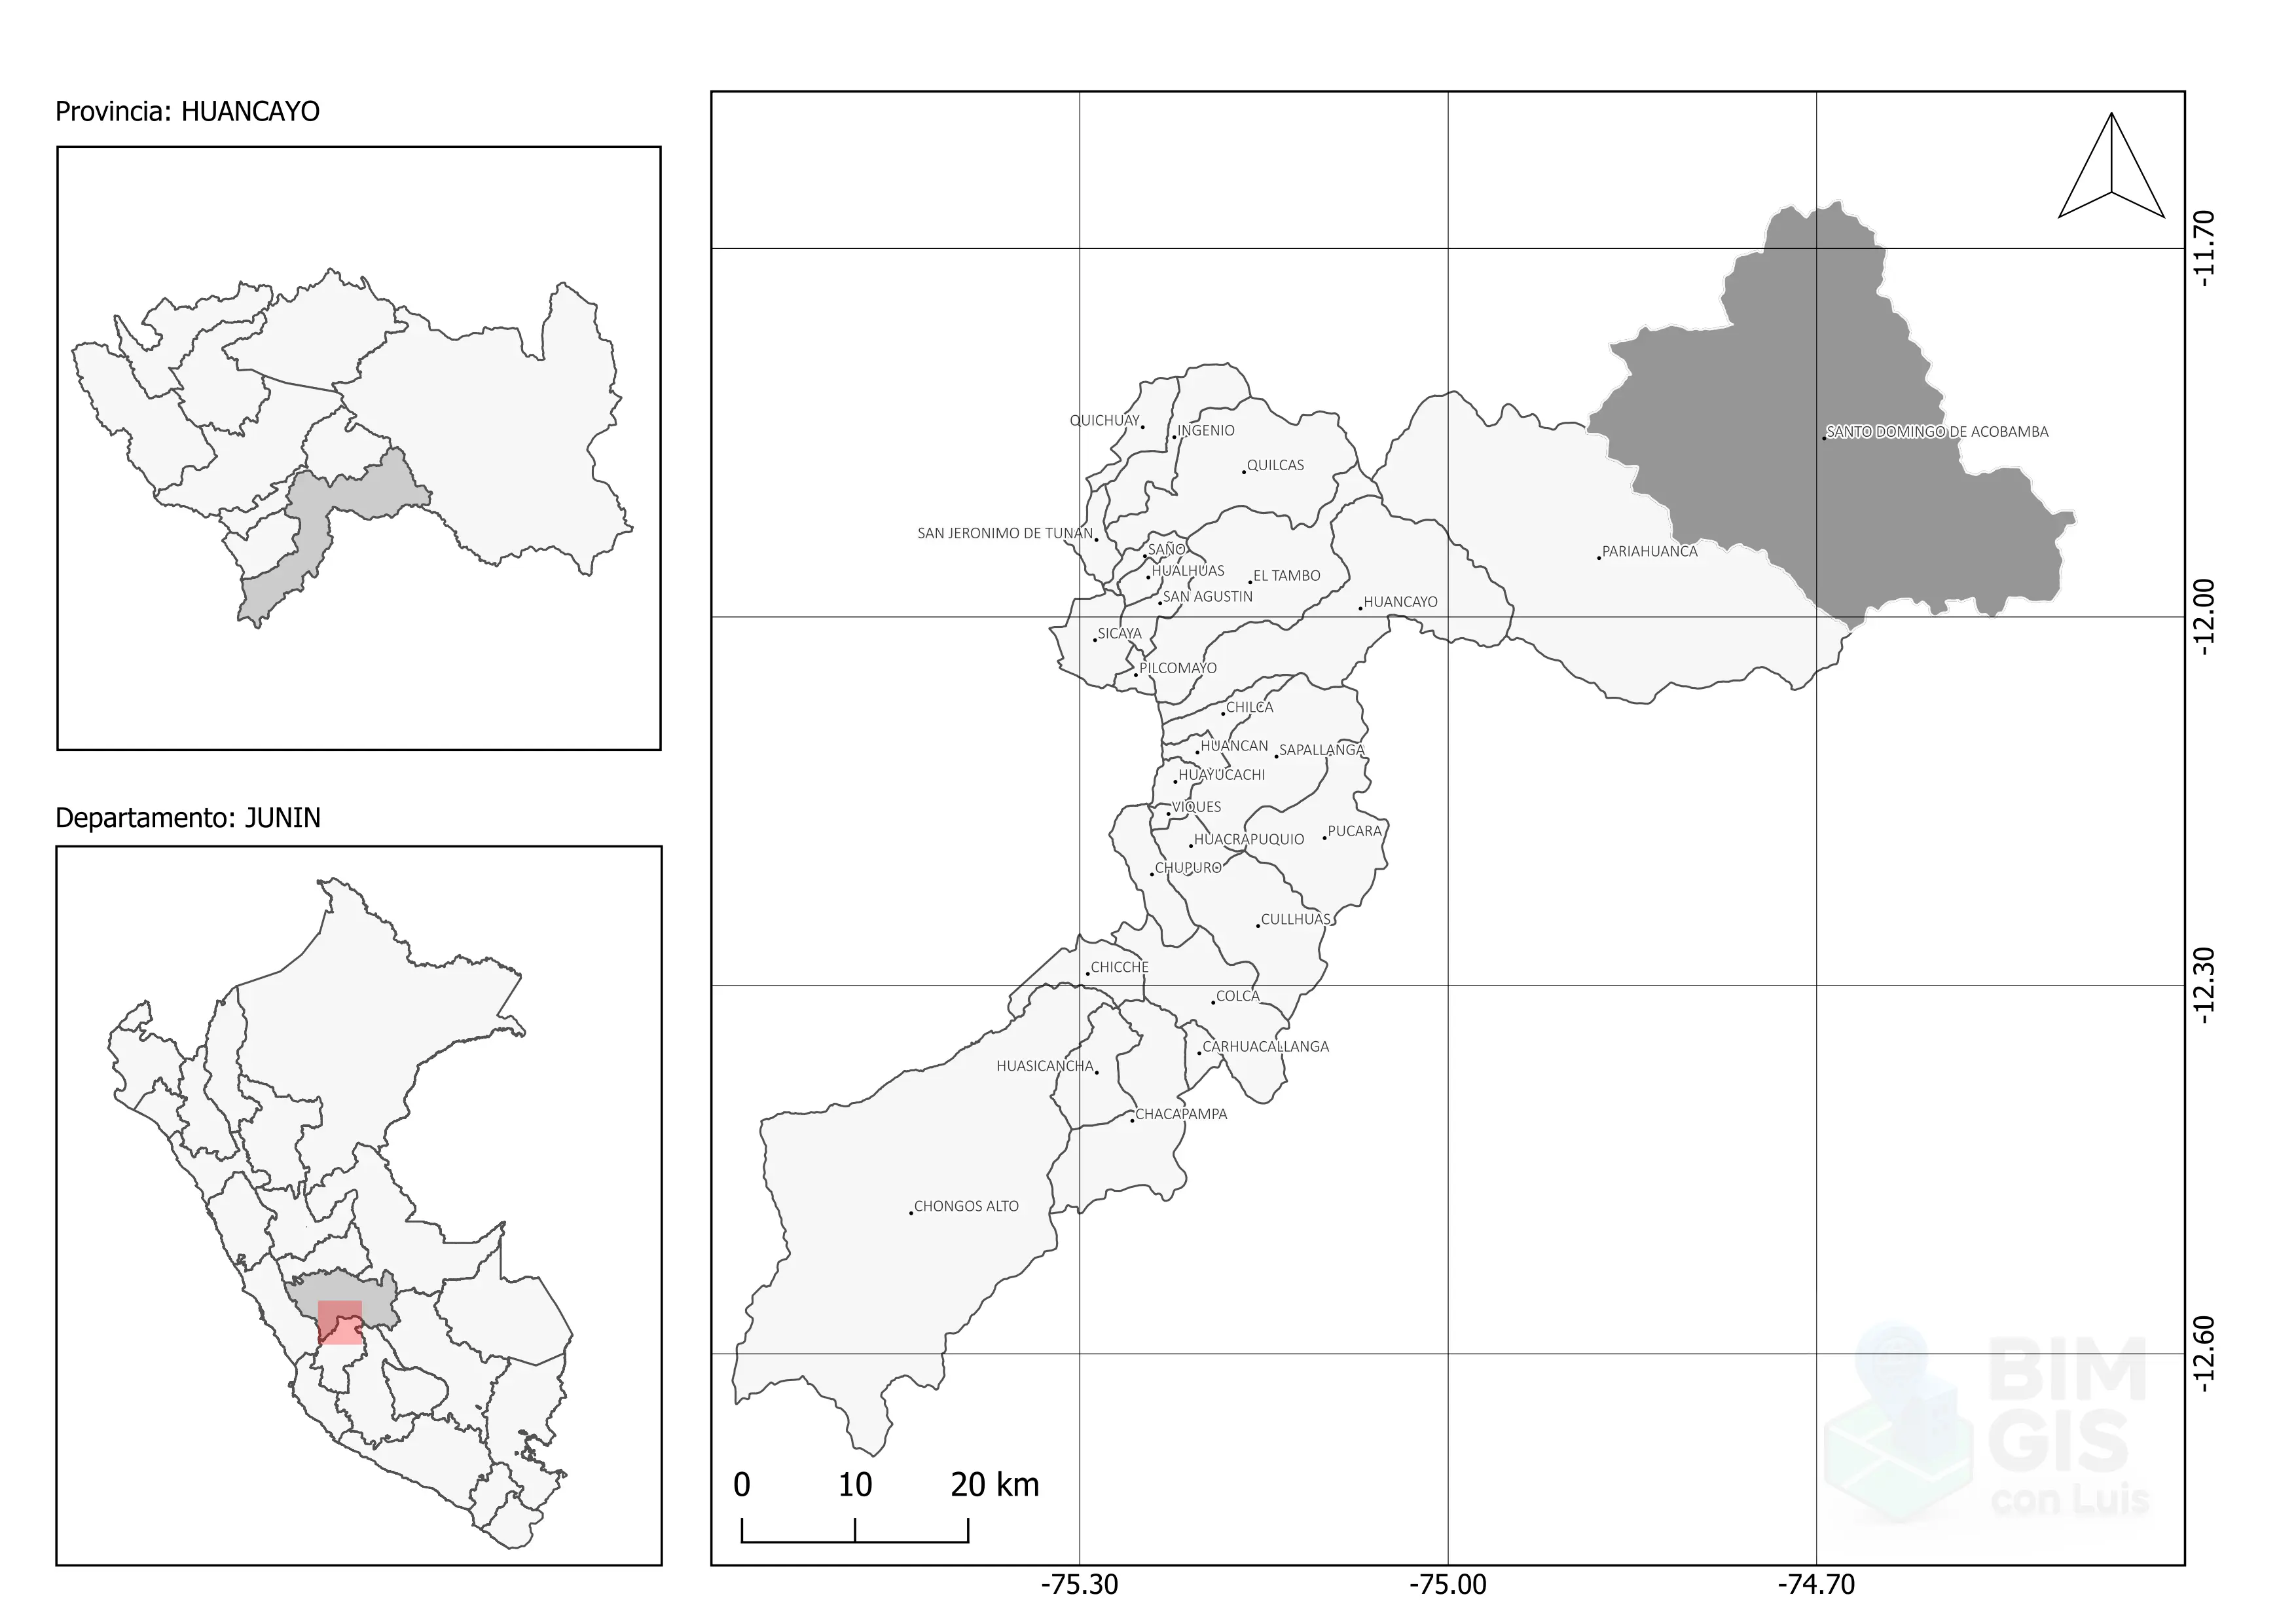 Provincia: HUANCAYO
Departamento: JUNIN
-11.70
-12.00
-12.30
-12.60
-75.30
-75.00
-74.70
QUICHUAY
INGENIO
SANTO DOMINGO DE ACOBAMBA
QUILCAS
SAN JERONIMO DE TUNAN
SAÑO
PARIAHUANCA
HUALHUAS
EL TAMBO
SAN AGUSTIN
HUANCAYO
SICAYA
PILCOMAYO
CHILCA
HUANCAN
SAPALLANGA
HUAYUCACHI
VIQUES
PUCARA
HUACRAPUQUIO
CHUPURO
CULLHUAS
CHICCHE
COLCA
CARHUACALLANGA
HUASICANCHA
CHACAPAMPA
CHONGOS ALTO
0 10 20 km
BIM
GIS
con Luis